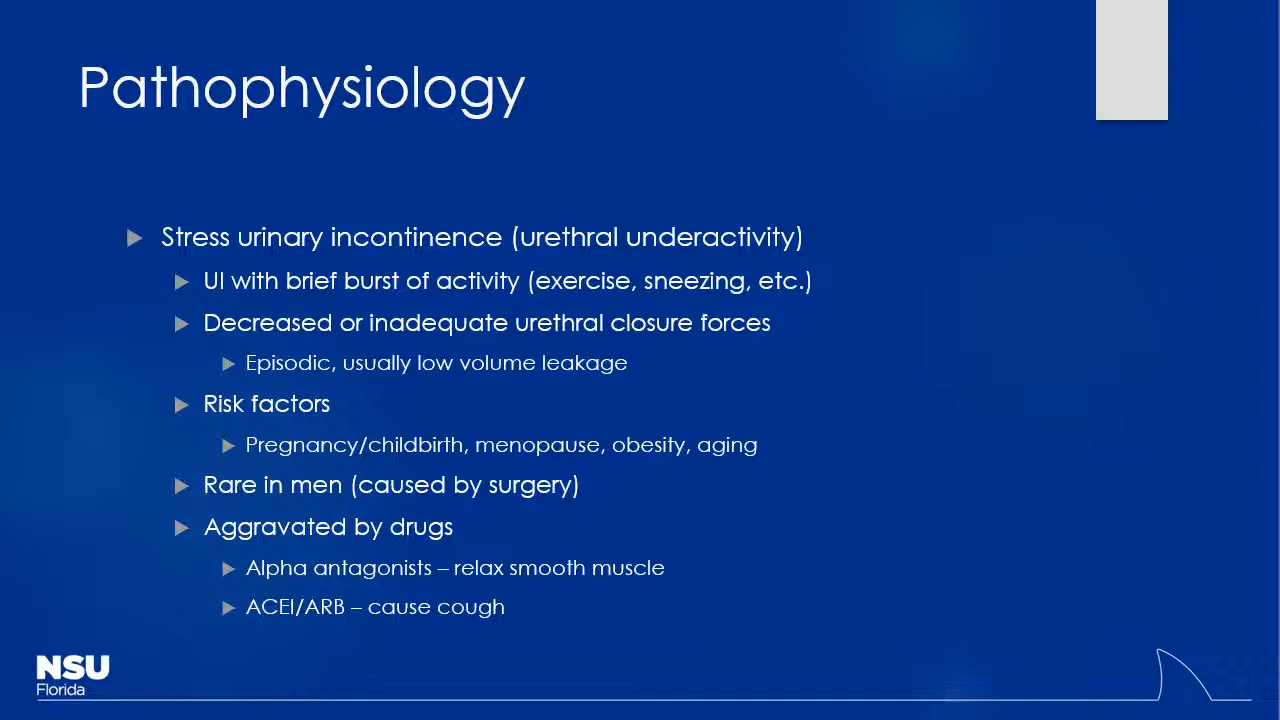 Pathophysiology
Stress urinary incontinence (urethral underactivity)
UI with brief burst of activity (exercise, sneezing, etc.)
Decreased or inadequate urethral closure forces
Episodic, usually low volume leakage
Risk factors
Pregnancy/childbirth, menopause, obesity, aging
Rare in men (caused by surgery)
Aggravated by drugs
Alpha antagonists – relax smooth muscle
ACEI/ARB – cause cough
NSU
Florida